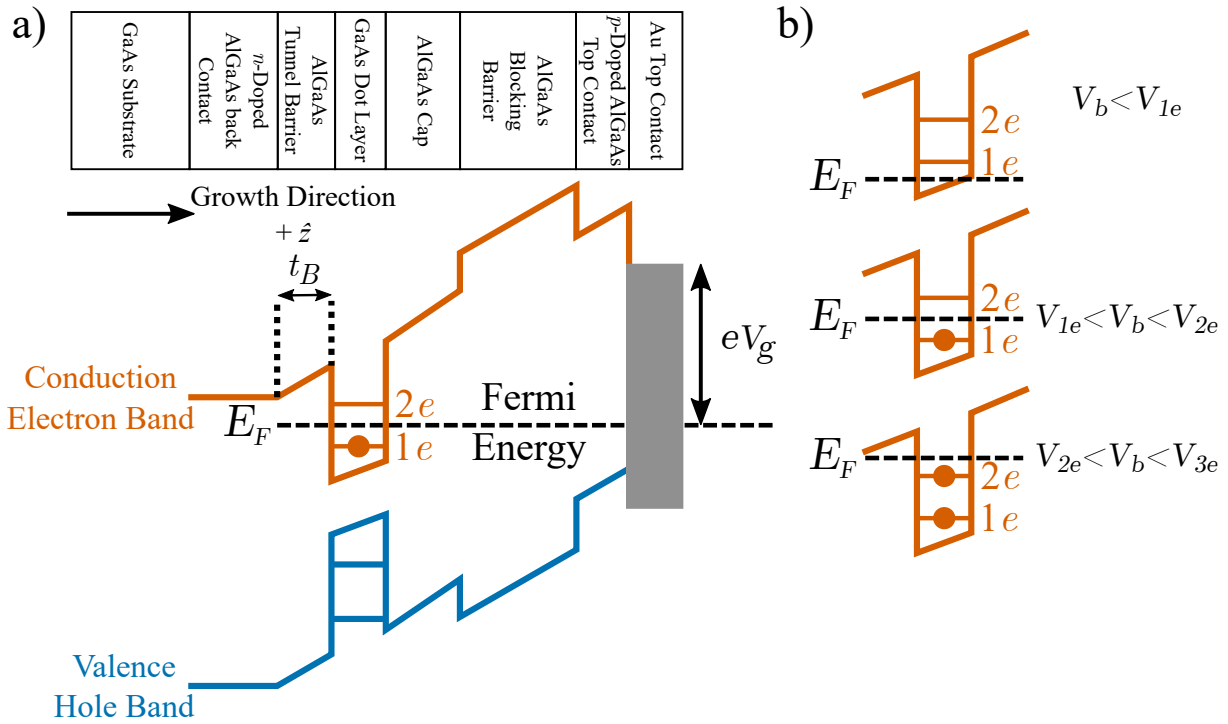 a)
GaAs Substrate
n-Doped
AlGaAs back
Contact
AlGaAs
Tunnel Barrier
GaAs Dot Layer
AlGaAs Cap
AlGaAs
Blocking
Barrier
p-Doped AlGaAs
Top Contact
Au Top Contact
Growth Direction
+ ẑ
t_B
Conduction
Electron Band
E_F
2e
1e
Fermi
Energy
eV_g
Valence
Hole Band
b)
2e
1e
E_F
V_b<V_1e
2e
1e
E_F
V_1e<V_b<V_2e
E_F
2e
1e
V_2e<V_b<V_3e